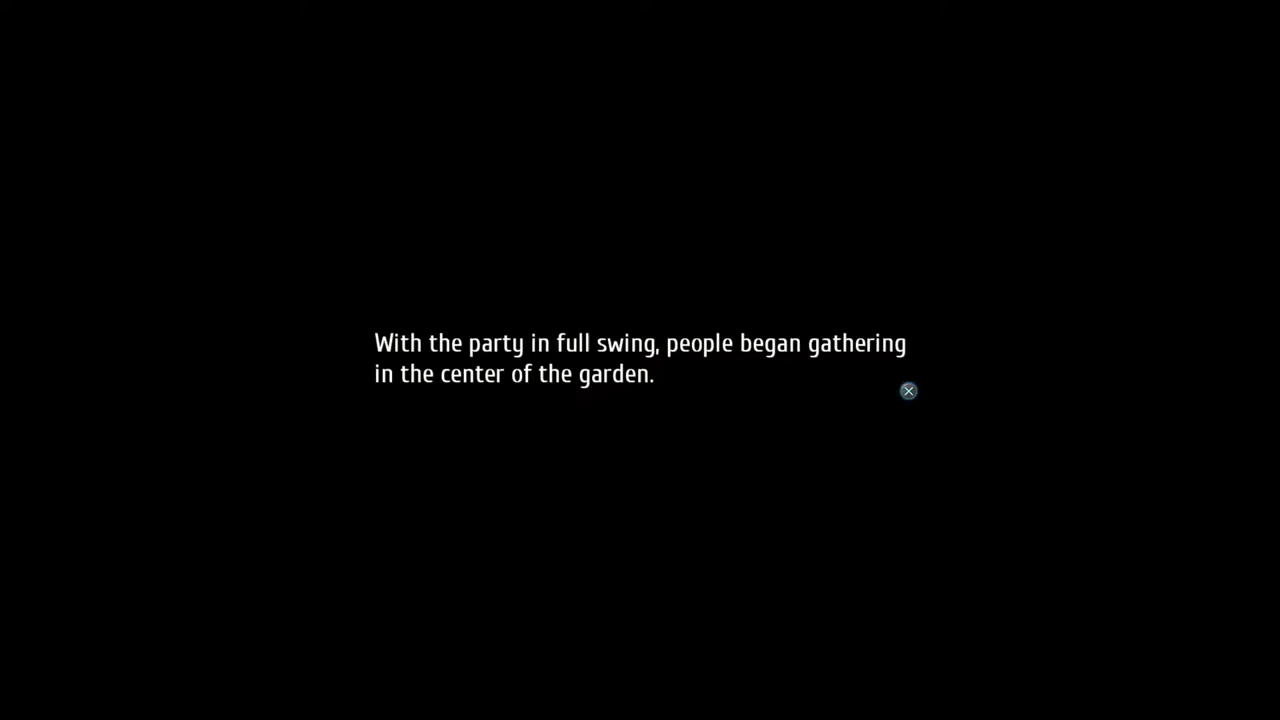 With the party in full swing, people began gathering
in the center of the garden.